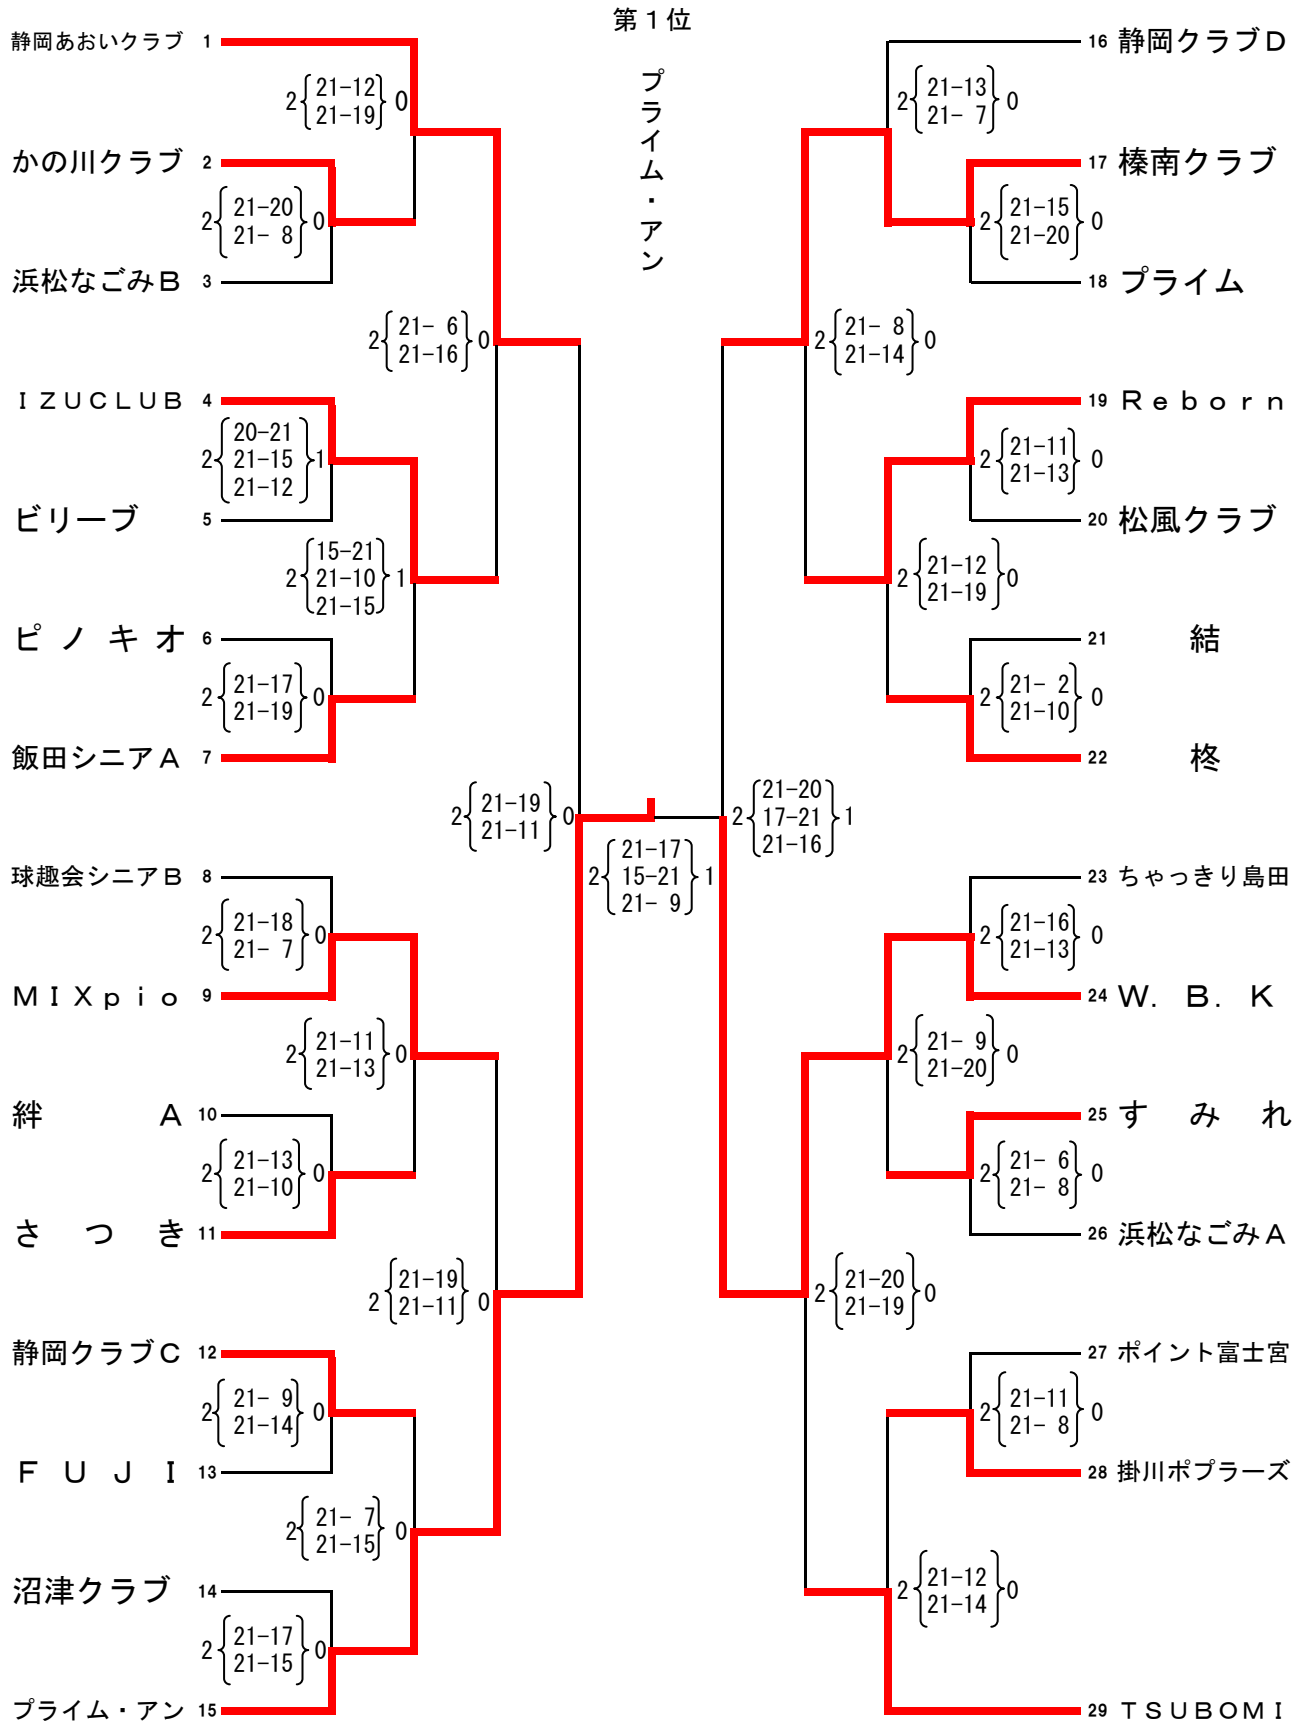 第１位
プライム・アン
静岡あおいクラブ 1
2 21-12 0
21-19
かの川クラブ 2
2 21-20 0
21- 8
浜松なごみＢ 3
2 21- 6 0
21-16
ＩＺＵＣＬＵＢ 4
20-21
2 21-15 1
21-12
ビリーブ 5
15-21
2 21-10 1
21-15
ピノキオ 6
2 21-17 0
21-19
飯田シニアＡ 7
2 21-19 0
21-11
球趣会シニアＢ 8
2 21-18 0
21- 7
ＭＩＸｐｉｏ 9
2 21-11 0
21-13
絆　Ａ 10
2 21-13 0
21-10
さつき 11
2 21-19 0
21-11
静岡クラブＣ 12
2 21- 9 0
21-14
ＦＵＪＩ 13
2 21- 7 0
21-15
沼津クラブ 14
2 21-17 0
21-15
プライム・アン 15
21-17
2 15-21 1
21- 9
16 静岡クラブＤ
2 21-13 0
21- 7
17 榛南クラブ
2 21-15 0
21-20
18 プライム
2 21- 8 0
21-14
19 Ｒｅｂｏｒｎ
2 21-11 0
21-13
20 松風クラブ
2 21-12 0
21-19
21 結
2 21- 2 0
21-10
22 柊
21-20
2 17-21 1
21-16
23 ちゃっきり島田
2 21-16 0
21-13
24 Ｗ．Ｂ．Ｋ
2 21- 9 0
21-20
25 すみれ
2 21- 6 0
21- 8
26 浜松なごみＡ
2 21-20 0
21-19
27 ポイント富士宮
2 21-11 0
21- 8
28 掛川ポプラーズ
2 21-12 0
21-14
29 ＴＳＵＢＯＭＩ